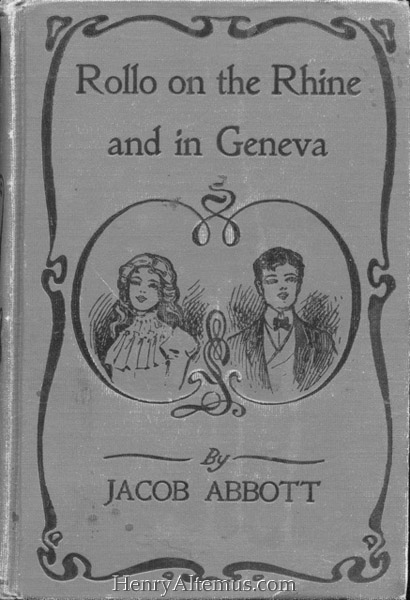 Rollo on the Rhine
and in Geneva
By
JACOB ABBOTT
HenryAltemus.com